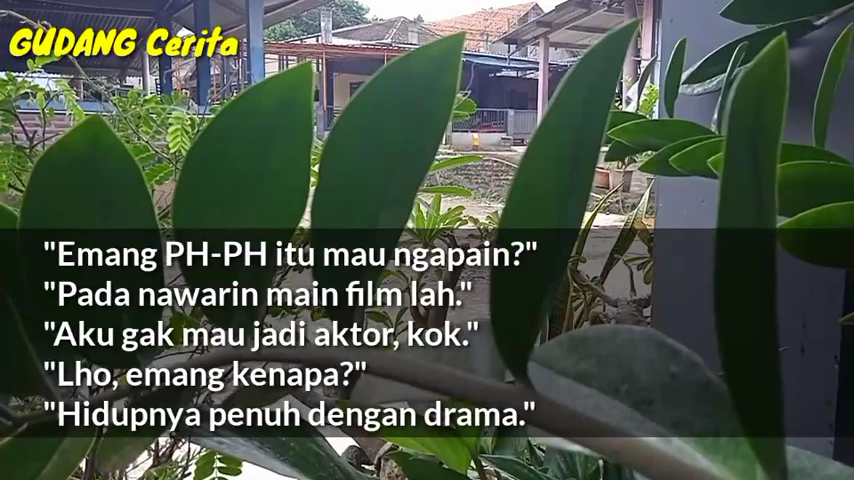 GUDANG Cerita
"Emang PH-PH itu mau ngapain?"
"Pada nawarin main film lah."
"Aku gak mau jadi aktor, kok."
"Lho, emang kenapa?"
"Hidupnya penuh dengan drama."